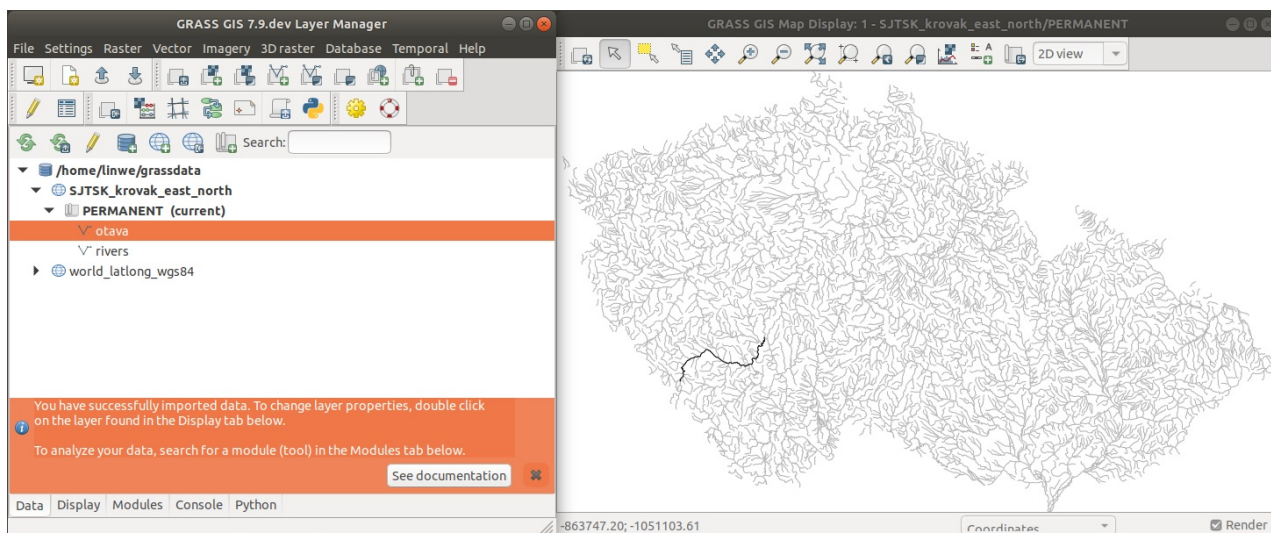 GRASS GIS 7.9.dev Layer Manager
File Settings Raster Vector Imagery 3D raster Database Temporal Help
Search:
/home/linwe/grassdata
SJTSK_krovak_east_north
PERMANENT (current)
otava
rivers
world_latlong_wgs84
You have successfully imported data. To change layer properties, double click
on the layer found in the Display tab below.
To analyze your data, search for a module (tool) in the Modules tab below.
See documentation
Data Display Modules Console Python
GRASS GIS Map Display: 1 - SJTSK_krovak_east_north/PERMANENT
2D view
-863747.20; -1051103.61
Coordinates
Render